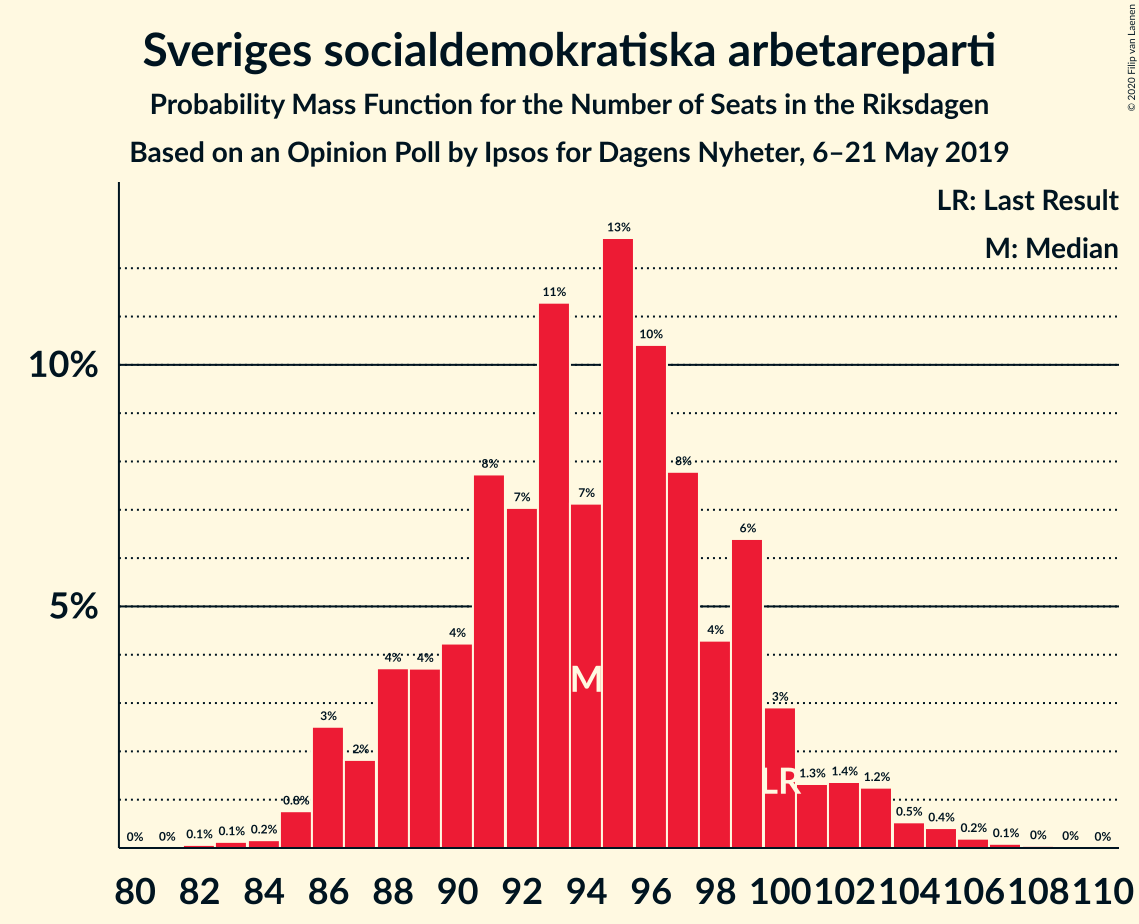 Sveriges socialdemokratiska arbetareparti
Probability Mass Function for the Number of Seats in the Riksdagen
Based on an Opinion Poll by Ipsos for Dagens Nyheter, 6–21 May 2019
© 2020 Filip van Laenen
LR: Last Result
M: Median
10%
5%
0% 0% 0.1% 0.1% 0.2% 0.8% 3% 2% 4% 4% 4% 8% 7% 11% 7% 13% 10% 8% 4% 6% 3% 1.3% 1.4% 1.2% 0.5% 0.4% 0.2% 0.1% 0% 0% 0%
M
LR
80 82 84 86 88 90 92 94 96 98 100 102 104 106 108 110